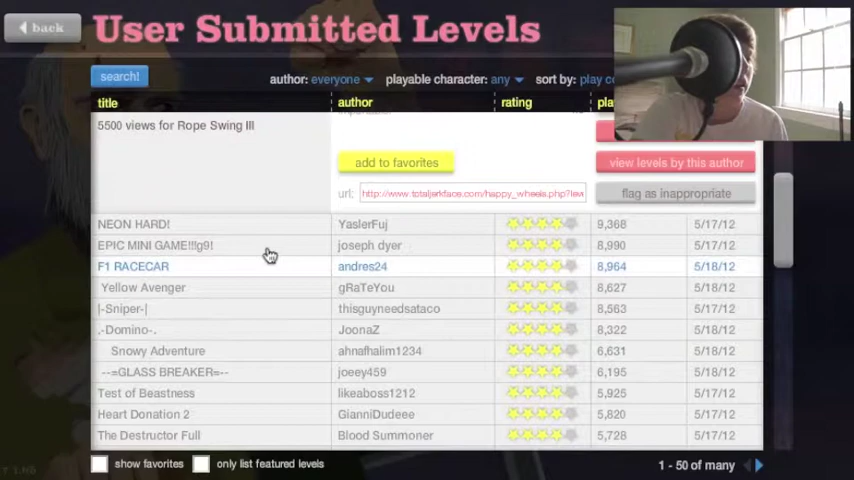 back
User Submitted Levels
search!
author: everyone playable character: any sort by: play
title author rating
5500 views for Rope Swing III
add to favorites view levels by this author
url: flag as inappropriate
NEON HARD! YaslerFuj 9,368 5/17/12
EPIC MINI GAME!!!g9! joseph dyer 8,990 5/17/12
F1 RACECAR andres24 8,964 5/18/12
Yellow Avenger gRaTeYou 8,627 5/18/12
|-Sniper-| thisguyneedsataco 8,563 5/17/12
.-Domino-. JoonaZ 8,322 5/18/12
Snowy Adventure ahnafhalim1234 6,631 5/18/12
--=GLASS BREAKER=-- joeey459 6,195 5/18/12
Test of Beastness likeaboss1212 5,925 5/17/12
Heart Donation 2 GianniDudeee 5,820 5/17/12
The Destructor Full Blood Summoner 5,728 5/17/12
show favorites only list featured levels 1 - 50 of many